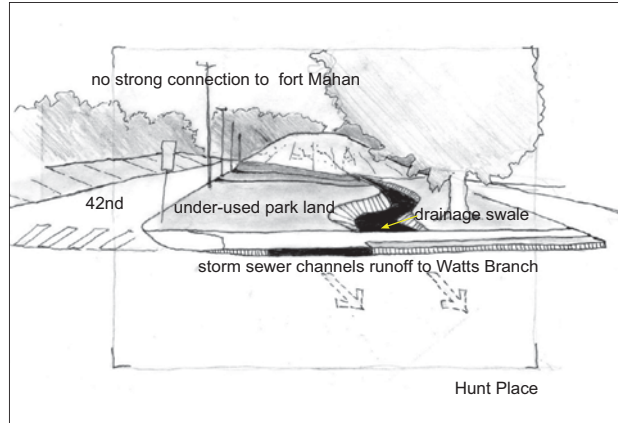 no strong connection to fort Mahan
42nd
under-used park land
drainage swale
storm sewer channels runoff to Watts Branch
Hunt Place